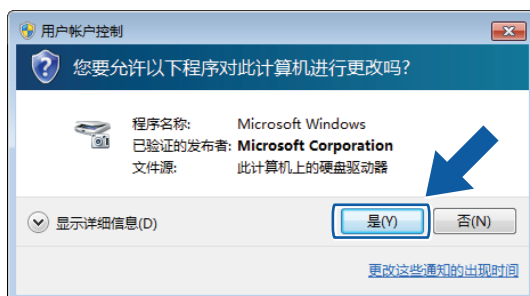 用户帐户控制
您要允许以下程序对此计算机进行更改吗?
程序名称: Microsoft Windows
已验证的发布者: Microsoft Corporation
文件源: 此计算机上的硬盘驱动器
显示详细信息(D) 是(Y) 否(N)
更改这些通知的出现时间